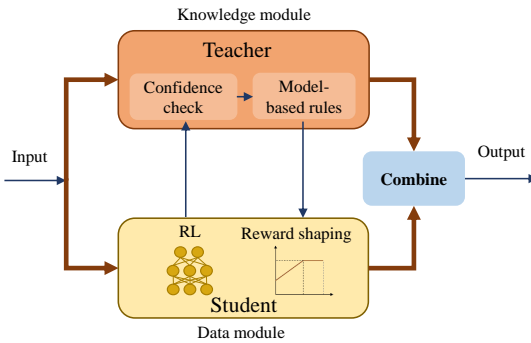 Knowledge module
Teacher
Confidence
check
Model-
based rules
Input
Combine
Output
RL
Reward shaping
Student
Data module